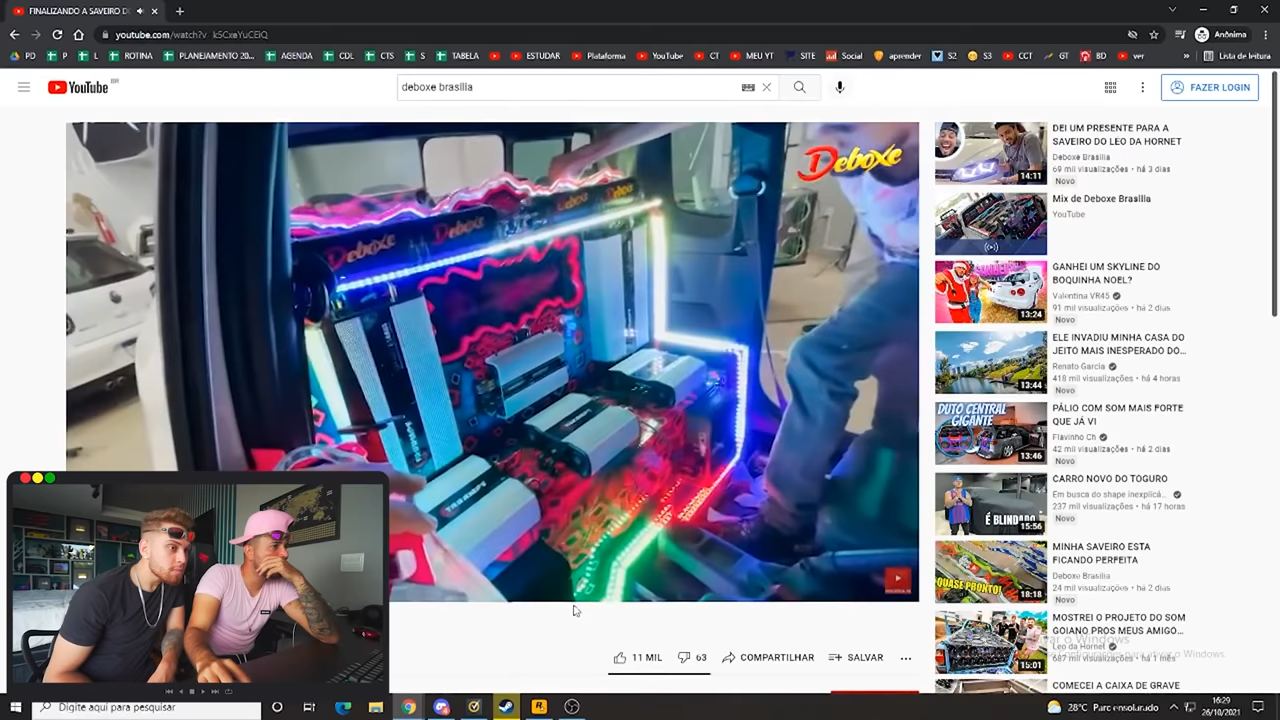 FINALIZANDO A SAVEIRO D
youtube.com/watch?v
k5CxeYuCEiQ
Anônima
PD
P
L
ROTINA
PLANEJAMENTO 20...
AGENDA
CDL
CTS
S
TABELA
ESTUDAR
Plataforma
YouTube
CT
MEU YT
SITE
Social
aprender
S2
S3
CCT
GT
BD
ver
Lista de leitura
YouTube BR
deboxe brasilia
FAZER LOGIN
Deboxe
Deboxe
DEI UM PRESENTE PARA A
SAVEIRO DO LEO DA HORNET
Deboxe Brasilia
69 mil visualizações • há 3 dias
Novo
14:11
Mix de Deboxe Brasilia
YouTube
GANHEI UM SKYLINE DO
BOQUINHA NOEL?
Valentina VR45
91 mil visualizações • há 2 dias
Novo
13:24
ELE INVADIU MINHA CASA DO
JEITO MAIS INESPERADO DO...
Renato Garcia
418 mil visualizações • há 4 horas
Novo
13:44
DUTO CENTRAL
GIGANTE
PÁLIO COM SOM MAIS FORTE
QUE JÁ VI
Flavinho Ch
42 mil visualizações • há 2 dias
Novo
13:46
CARRO NOVO DO TOGURO
Em busca do shape inexplicá...
237 mil visualizações • há 17 horas
Novo
É BLINDADO
15:56
MINHA SAVEIRO ESTA
FICANDO PERFEITA
Deboxe Brasilia
24 mil visualizações • há 2 dias
Novo
QUASE PRONTO!
18:18
MOSTREI O PROJETO DO SOM
GOIANO PROS MEUS AMIGO...
Leo da Hornet
687 mil visualizações • há 1 mês
15:01
COMECEI A CAIXA DE GRAVE
11 MIL
COMPARTILHAR
SALVAR
Digite aqui para pesquisar
28°C Parc ensolarado
16:29
26/10/2021